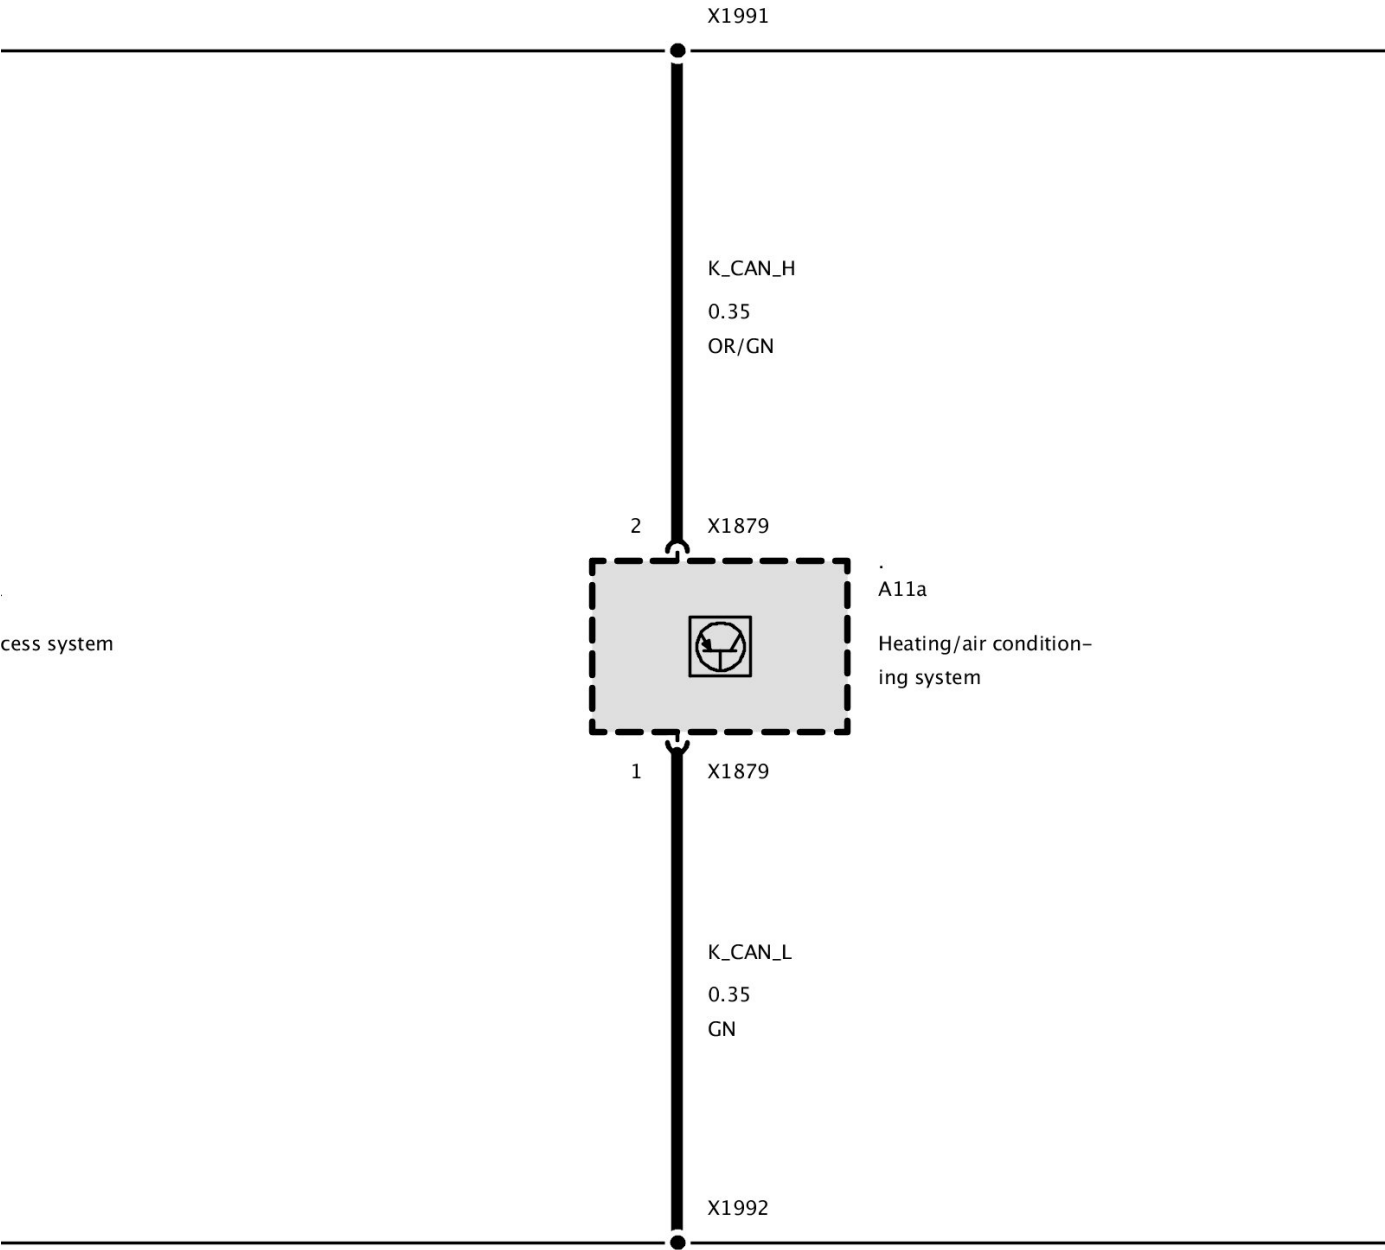 X1991
K_CAN_H
0.35
OR/GN
2 X1879
.
A11a
cess system
Heating/air condition-
ing system
1 X1879
K_CAN_L
0.35
GN
X1992